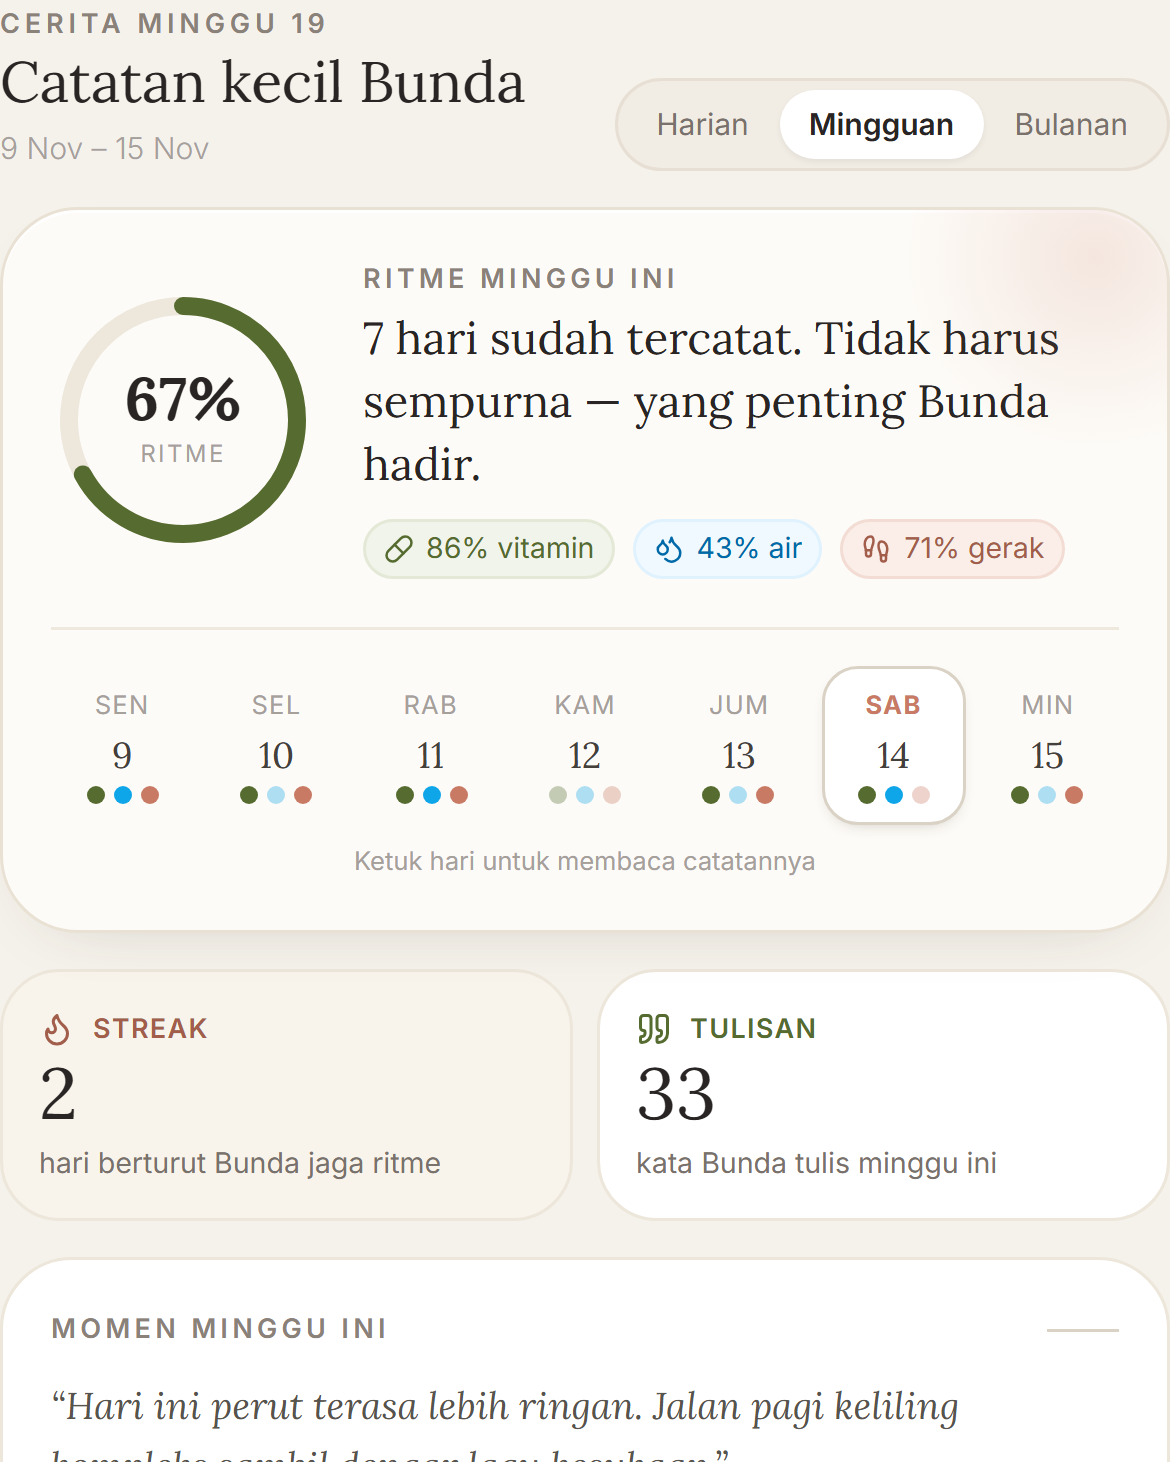 CERITA MINGGU 19
Catatan kecil Bunda
9 Nov – 15 Nov
Harian
Mingguan
Bulanan
RITME MINGGU INI
7 hari sudah tercatat. Tidak harus
sempurna — yang penting Bunda
hadir.
67%
RITME
86% vitamin
43% air
71% gerak
SEN
SEL
RAB
KAM
JUM
SAB
MIN
9
10
11
12
13
14
15
Ketuk hari untuk membaca catatannya
STREAK
2
hari berturut Bunda jaga ritme
TULISAN
33
kata Bunda tulis minggu ini
MOMEN MINGGU INI
“Hari ini perut terasa lebih ringan. Jalan pagi keliling
sambil dengar lagu